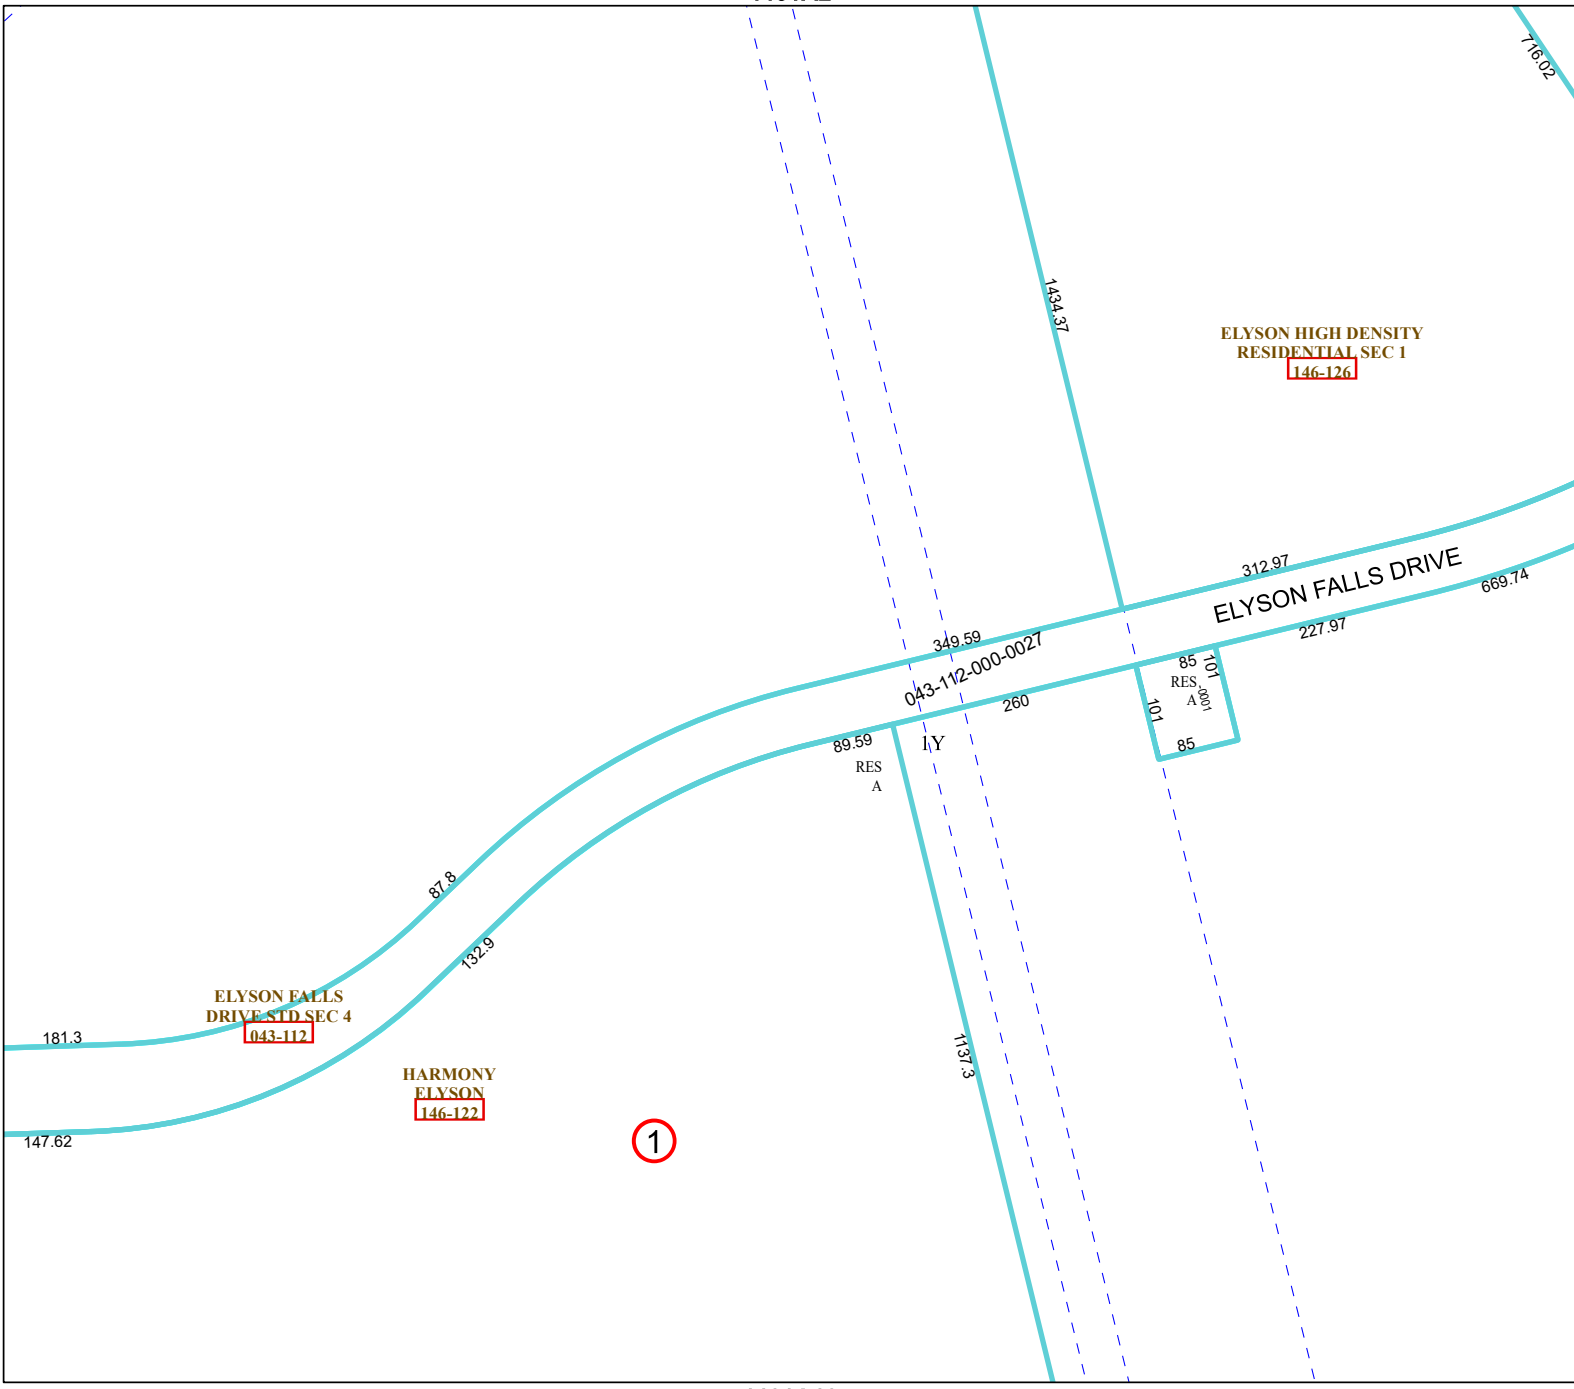 716.02
1434.37
ELYSON HIGH DENSITY
RESIDENTIAL SEC 1
146-126
312.97
ELYSON FALLS DRIVE
669.74
227.97
349.59
043-112-000-0027
260
85
101
RES
A
-0001
101
85
89.59
1Y
RES
A
87.8
132.9
ELYSON FALLS
DRIVE STD SEC 4
043-112
181.3
HARMONY
ELYSON
146-122
147.62
1
1137.3